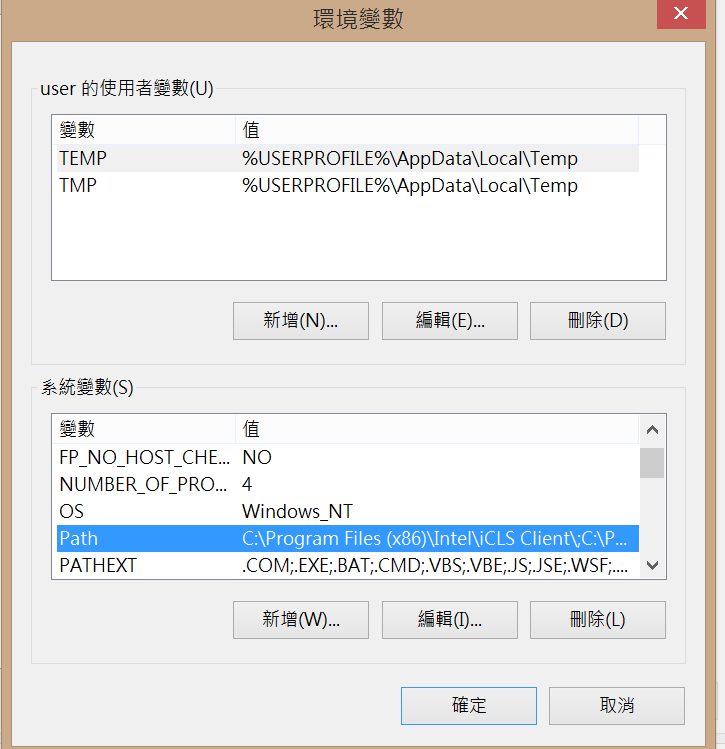 環境變數
user 的使用者變數(U)
變數 值
TEMP %USERPROFILE%\AppData\Local\Temp
TMP %USERPROFILE%\AppData\Local\Temp
新增(N)... 編輯(E)... 刪除(D)
系統變數(S)
變數 值
FP_NO_HOST_CHE... NO
NUMBER_OF_PRO... 4
OS Windows_NT
Path C:\Program Files (x86)\Intel\iCLS Client\;C:\P...
PATHEXT .COM;.EXE;.BAT;.CMD;.VBS;.VBE;.JS;.JSE;.WSF;....
新增(W)... 編輯(I)... 刪除(L)
確定 取消